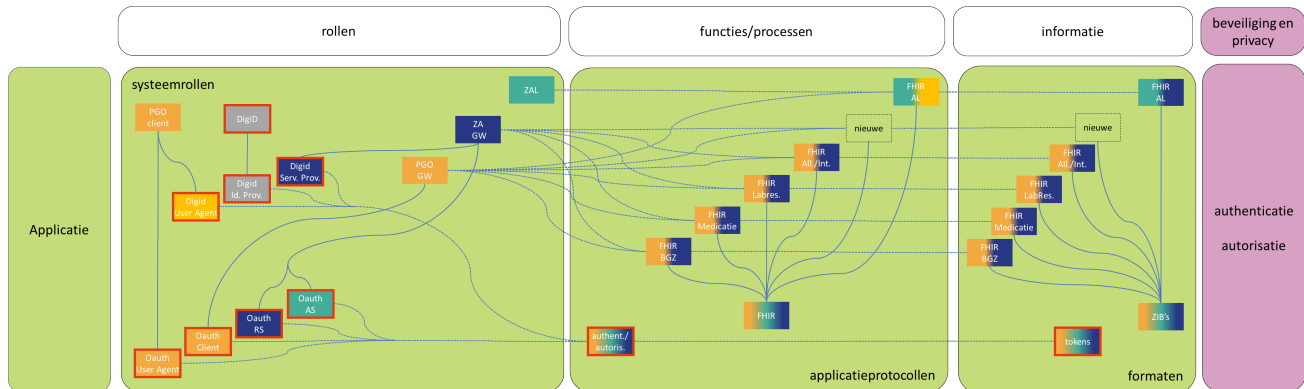 rollen
functies/processen
informatie
beveiliging en
privacy
Applicatie
systeemrollen
PGO
client
DigiD
ZAL
ZA
GW
Digid
Serv. Prov.
PGO
GW
Digid
Id. Prov.
Digid
User Agent
Oauth
AS
Oauth
RS
Oauth
Client
Oauth
User Agent
FHIR
AL
nieuwe
FHIR
All./Int.
FHIR
Labres.
FHIR
Medicatie
FHIR
BGZ
FHIR
authent./
autoris.
applicatieprotocollen
FHIR
AL
nieuwe
FHIR
All./Int.
FHIR
LabRes.
FHIR
Medicatie
FHIR
BGZ
ZIB's
tokens
formaten
authenticatie
autorisatie